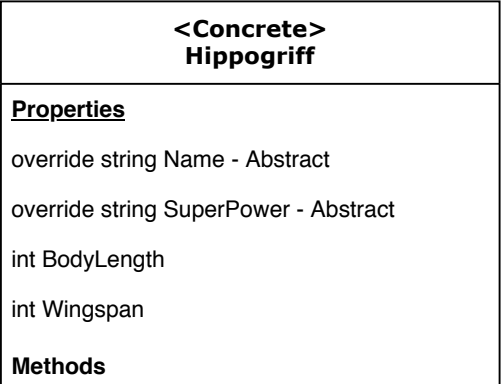 <Concrete>
Hippogriff
Properties
override string Name - Abstract
override string SuperPower - Abstract
int BodyLength
int Wingspan
Methods